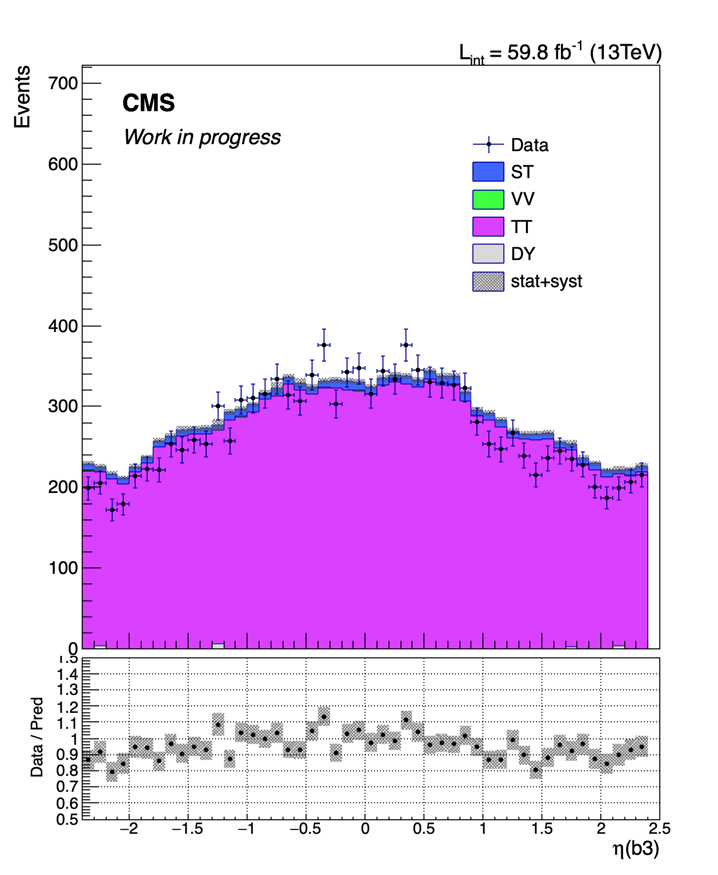 L_int = 59.8 fb⁻¹ (13TeV)
Events
700
CMS
Work in progress
600
Data
ST
VV
TT
DY
stat+syst
500
400
300
200
100
0
Data / Pred
1.5
1.4
1.3
1.2
1.1
1
0.9
0.8
0.7
0.6
0.5
−2 −1.5 −1 −0.5 0 0.5 1 1.5 2 2.5
η(b3)